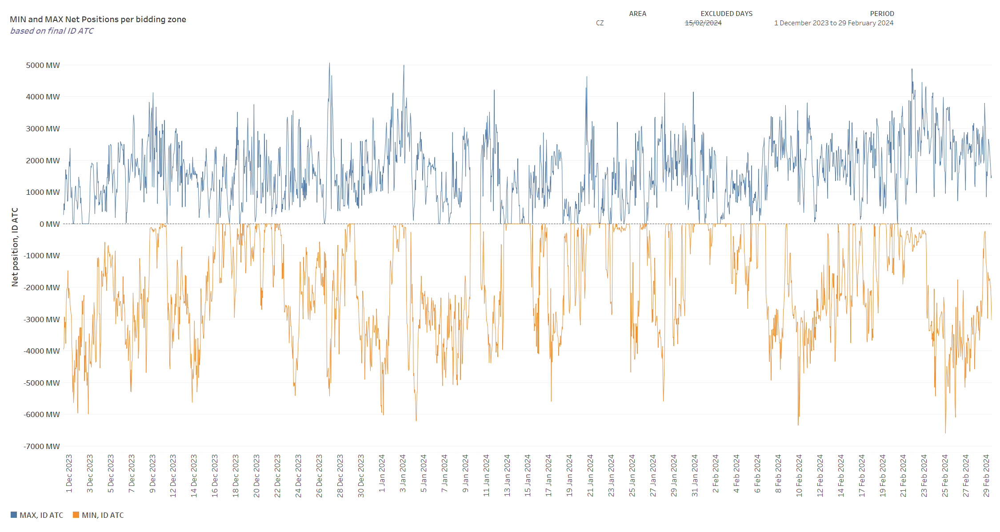 MIN and MAX Net Positions per bidding zone
based on final ID ATC
AREA
CZ
EXCLUDED DAYS
15/02/2024
PERIOD
1 December 2023 to 29 February 2024
Net position, ID ATC
5000 MW
4000 MW
3000 MW
2000 MW
1000 MW
0 MW
-1000 MW
-2000 MW
-3000 MW
-4000 MW
-5000 MW
-6000 MW
-7000 MW
1 Dec 2023
3 Dec 2023
5 Dec 2023
7 Dec 2023
9 Dec 2023
12 Dec 2023
14 Dec 2023
16 Dec 2023
18 Dec 2023
20 Dec 2023
22 Dec 2023
24 Dec 2023
26 Dec 2023
28 Dec 2023
30 Dec 2023
1 Jan 2024
3 Jan 2024
5 Jan 2024
7 Jan 2024
9 Jan 2024
11 Jan 2024
13 Jan 2024
15 Jan 2024
17 Jan 2024
19 Jan 2024
21 Jan 2024
23 Jan 2024
25 Jan 2024
27 Jan 2024
29 Jan 2024
31 Jan 2024
2 Feb 2024
4 Feb 2024
6 Feb 2024
8 Feb 2024
10 Feb 2024
12 Feb 2024
14 Feb 2024
17 Feb 2024
19 Feb 2024
21 Feb 2024
23 Feb 2024
25 Feb 2024
27 Feb 2024
29 Feb 2024
MAX, ID ATC
MIN, ID ATC